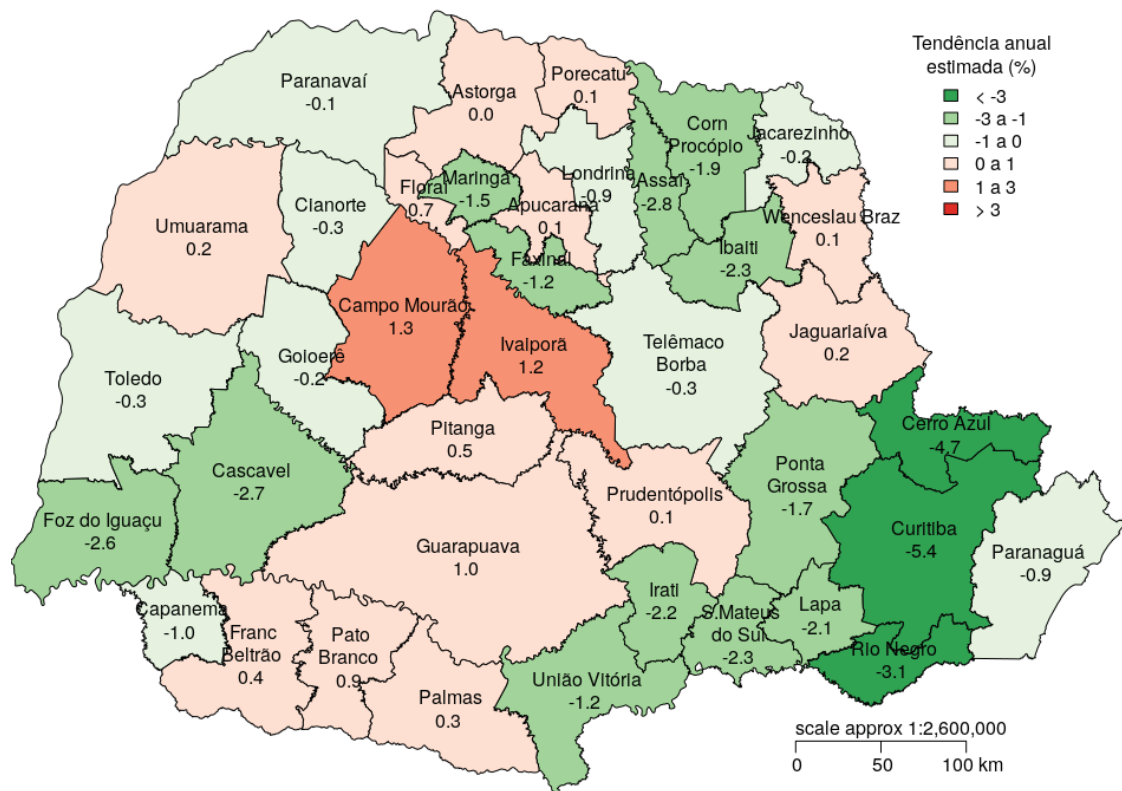 Tendência anual
estimada (%)
< -3
-3 a -1
-1 a 0
0 a 1
1 a 3
> 3
Paranavaí
-0.1
Astorga
0.0
Porecatu
0.1
Corn
Procópio
-1.9
Jacarezinho
-0.2
Umuarama
0.2
Cianorte
-0.3
Floraí
0.7
Maringa
-1.5
Apucarana
0.1
Londrina
-0.9
Assaí
-2.8
Wenceslau Braz
0.1
Faxinal
-1.2
Ibaiti
-2.3
Campo Mourão
1.3
Ivaiporã
1.2
Telêmaco
Borba
-0.3
Jaguariaíva
0.2
Toledo
-0.3
Goioerê
-0.2
Pitanga
0.5
Cerro Azul
-4.7
Cascavel
-2.7
Ponta
Grossa
-1.7
Prudentópolis
0.1
Foz do Iguaçu
-2.6
Guarapuava
1.0
Curitiba
-5.4
Paranaguá
-0.9
Capanema
-1.0
Franc
Beltrão
0.4
Pato
Branco
0.9
Irati
-2.2
S.Mateus
do Sul
-2.3
Lapa
-2.1
Rio Negro
-3.1
Palmas
0.3
União Vitória
-1.2
scale approx 1:2,600,000
0 50 100 km